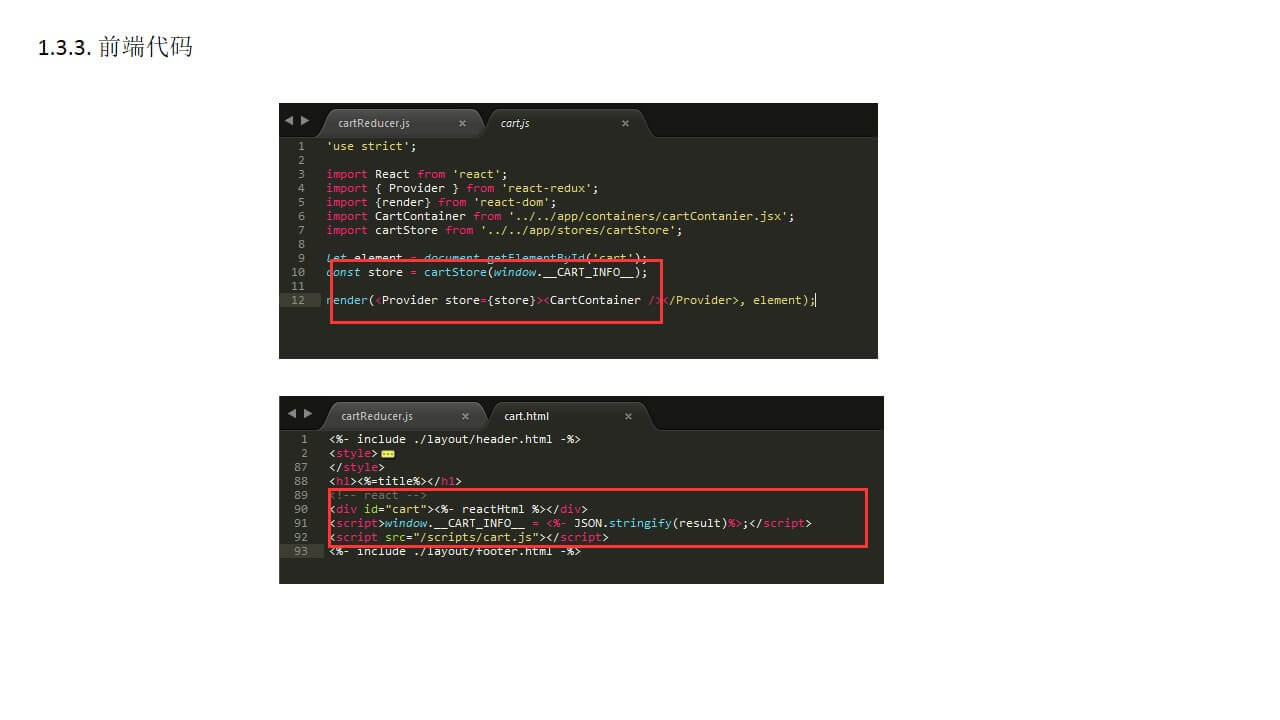 1.3.3. 前端代码
cartReducer.js × cart.js ×
1 'use strict';
2
3 import React from 'react';
4 import { Provider } from 'react-redux';
5 import {render} from 'react-dom';
6 import CartContainer from '../../app/containers/cartContanier.jsx';
7 import cartStore from '../../app/stores/cartStore';
8
9 let element = document.getElementById('cart');
10 const store = cartStore(window.__CART_INFO__);
11
12 render(<Provider store={store}><CartContainer /></Provider>, element);
cartReducer.js × cart.html ×
1 <%- include ./layout/header.html -%>
2 <style>
87 </style>
88 <h1><%=title%></h1>
89 <!-- react -->
90 <div id="cart"><%- reactHtml %></div>
91 <script>window.__CART_INFO__ = <%- JSON.stringify(result)%>;</script>
92 <script src="/scripts/cart.js"></script>
93 <%- include ./layout/footer.html -%>